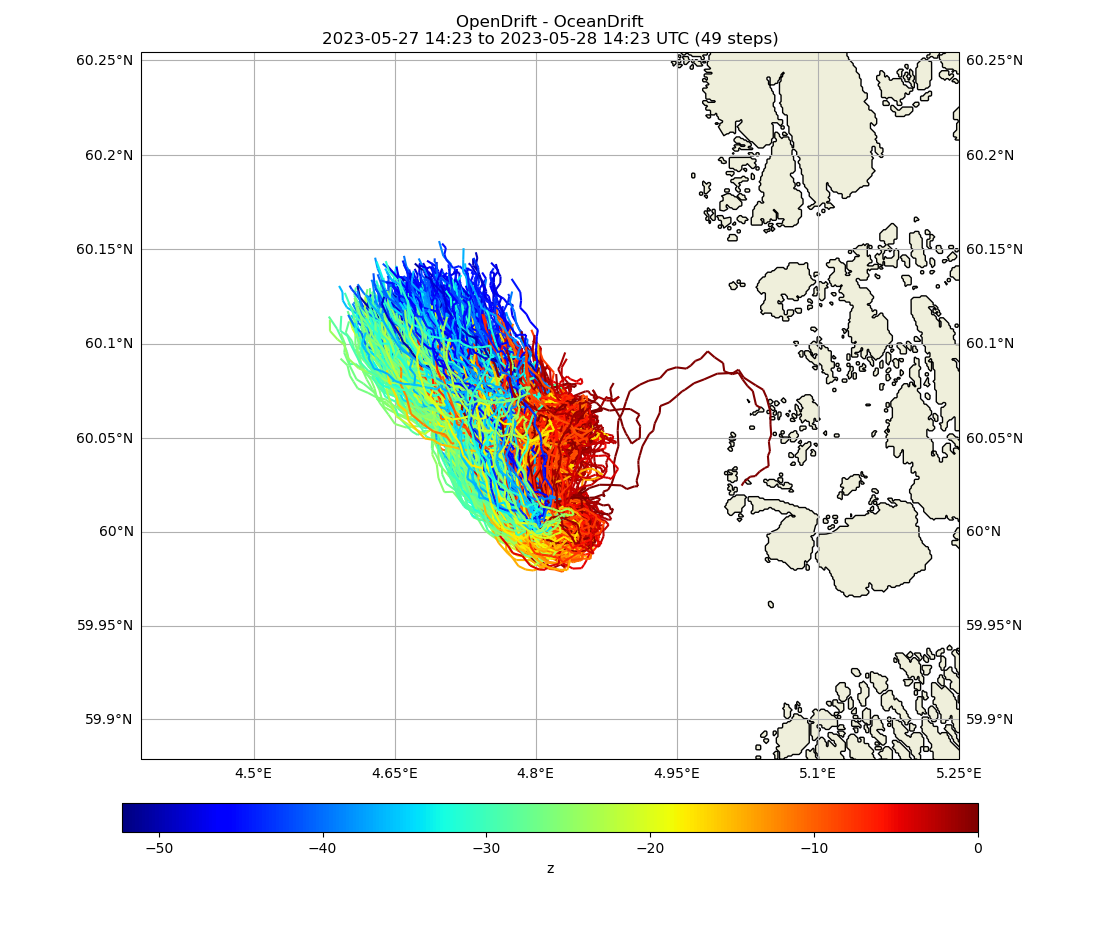 OpenDrift - OceanDrift
2023-05-27 14:23 to 2023-05-28 14:23 UTC (49 steps)
60.25°N 60.25°N
60.2°N 60.2°N
60.15°N 60.15°N
60.1°N 60.1°N
60.05°N 60.05°N
60°N 60°N
59.95°N 59.95°N
59.9°N 59.9°N
4.5°E 4.65°E 4.8°E 4.95°E 5.1°E 5.25°E
−50 −40 −30 −20 −10 0
z